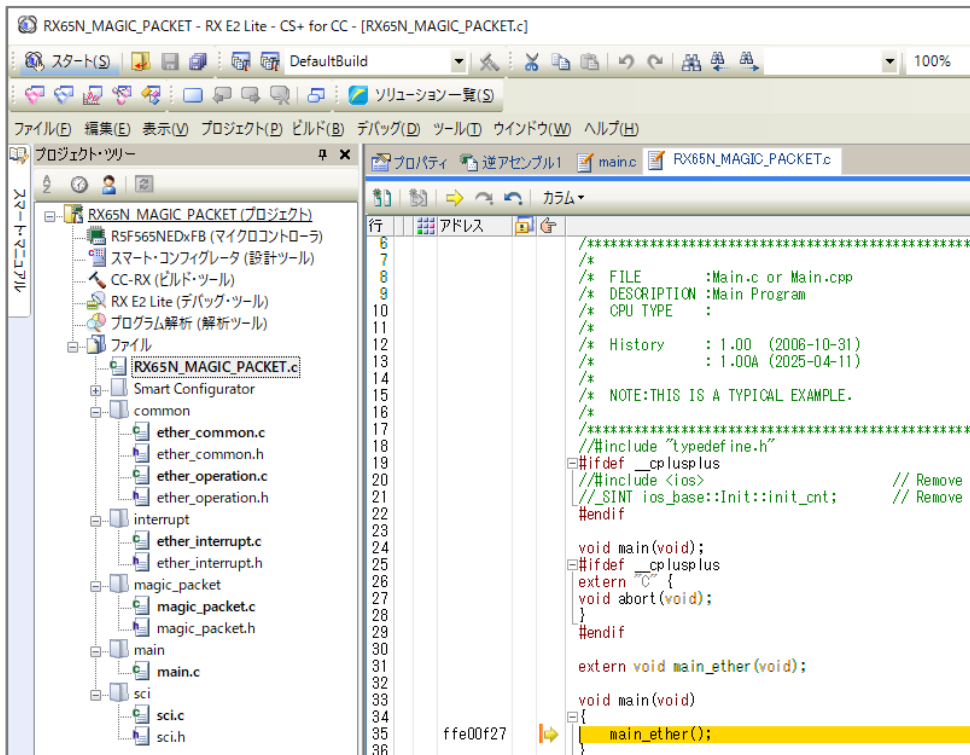 RX65N_MAGIC_PACKET - RX E2 Lite - CS+ for CC - [RX65N_MAGIC_PACKET.c]
スタート(S) DefaultBuild 100%
ソリューション一覧(S)
ファイル(F) 編集(E) 表示(V) プロジェクト(P) ビルド(B) デバッグ(D) ツール(T) ウインドウ(W) ヘルプ(H)
スマート・マニュアル
プロジェクト・ツリー
RX65N_MAGIC_PACKET (プロジェクト)
R5F565NEDxFB (マイクロコントローラ)
スマート・コンフィグレータ (設計ツール)
CC-RX (ビルド・ツール)
RX E2 Lite (デバッグ・ツール)
プログラム解析 (解析ツール)
ファイル
RX65N_MAGIC_PACKET.c
Smart Configurator
common
ether_common.c
ether_common.h
ether_operation.c
ether_operation.h
interrupt
ether_interrupt.c
ether_interrupt.h
magic_packet
magic_packet.c
magic_packet.h
main
main.c
sci
sci.c
sci.h
プロパティ 逆アセンブル1 main.c RX65N_MAGIC_PACKET.c
カラム
行 アドレス
6 /************************************************
7 /*
8 /* FILE :Main.c or Main.cpp
9 /* DESCRIPTION :Main Program
10 /* CPU TYPE :
11 /*
12 /* History : 1.00 (2006-10-31)
13 /* : 1.00A (2025-04-11)
14 /*
15 /* NOTE:THIS IS A TYPICAL EXAMPLE.
16 /*
17 /************************************************
18 //#include "typedefine.h"
19 #ifdef __cplusplus
20 //#include <ios> // Remove
21 //_SINT ios_base::Init::init_cnt; // Remove
22 #endif
23
24 void main(void);
25 #ifdef __cplusplus
26 extern "C" {
27 void abort(void);
28 }
29 #endif
30
31 extern void main_ether(void);
32
33 void main(void)
34 {
35 ffe00f27 main_ether();
36 }